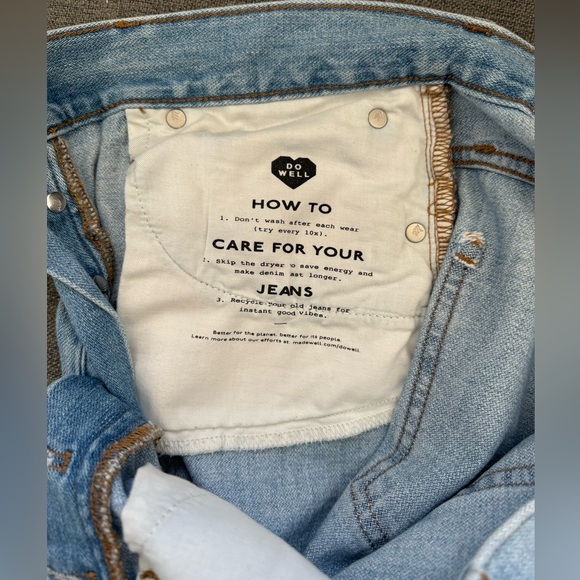 DO
WELL
HOW TO
1. Don't wash after each wear
(try every 10x).
CARE FOR YOUR
2. Skip the dryer to save energy and
make denim last longer.
JEANS
3. Recycle your old jeans for
instant good vibes.
Better for the planet, better for its people.
Learn more about our efforts at madewell.com/dowell.